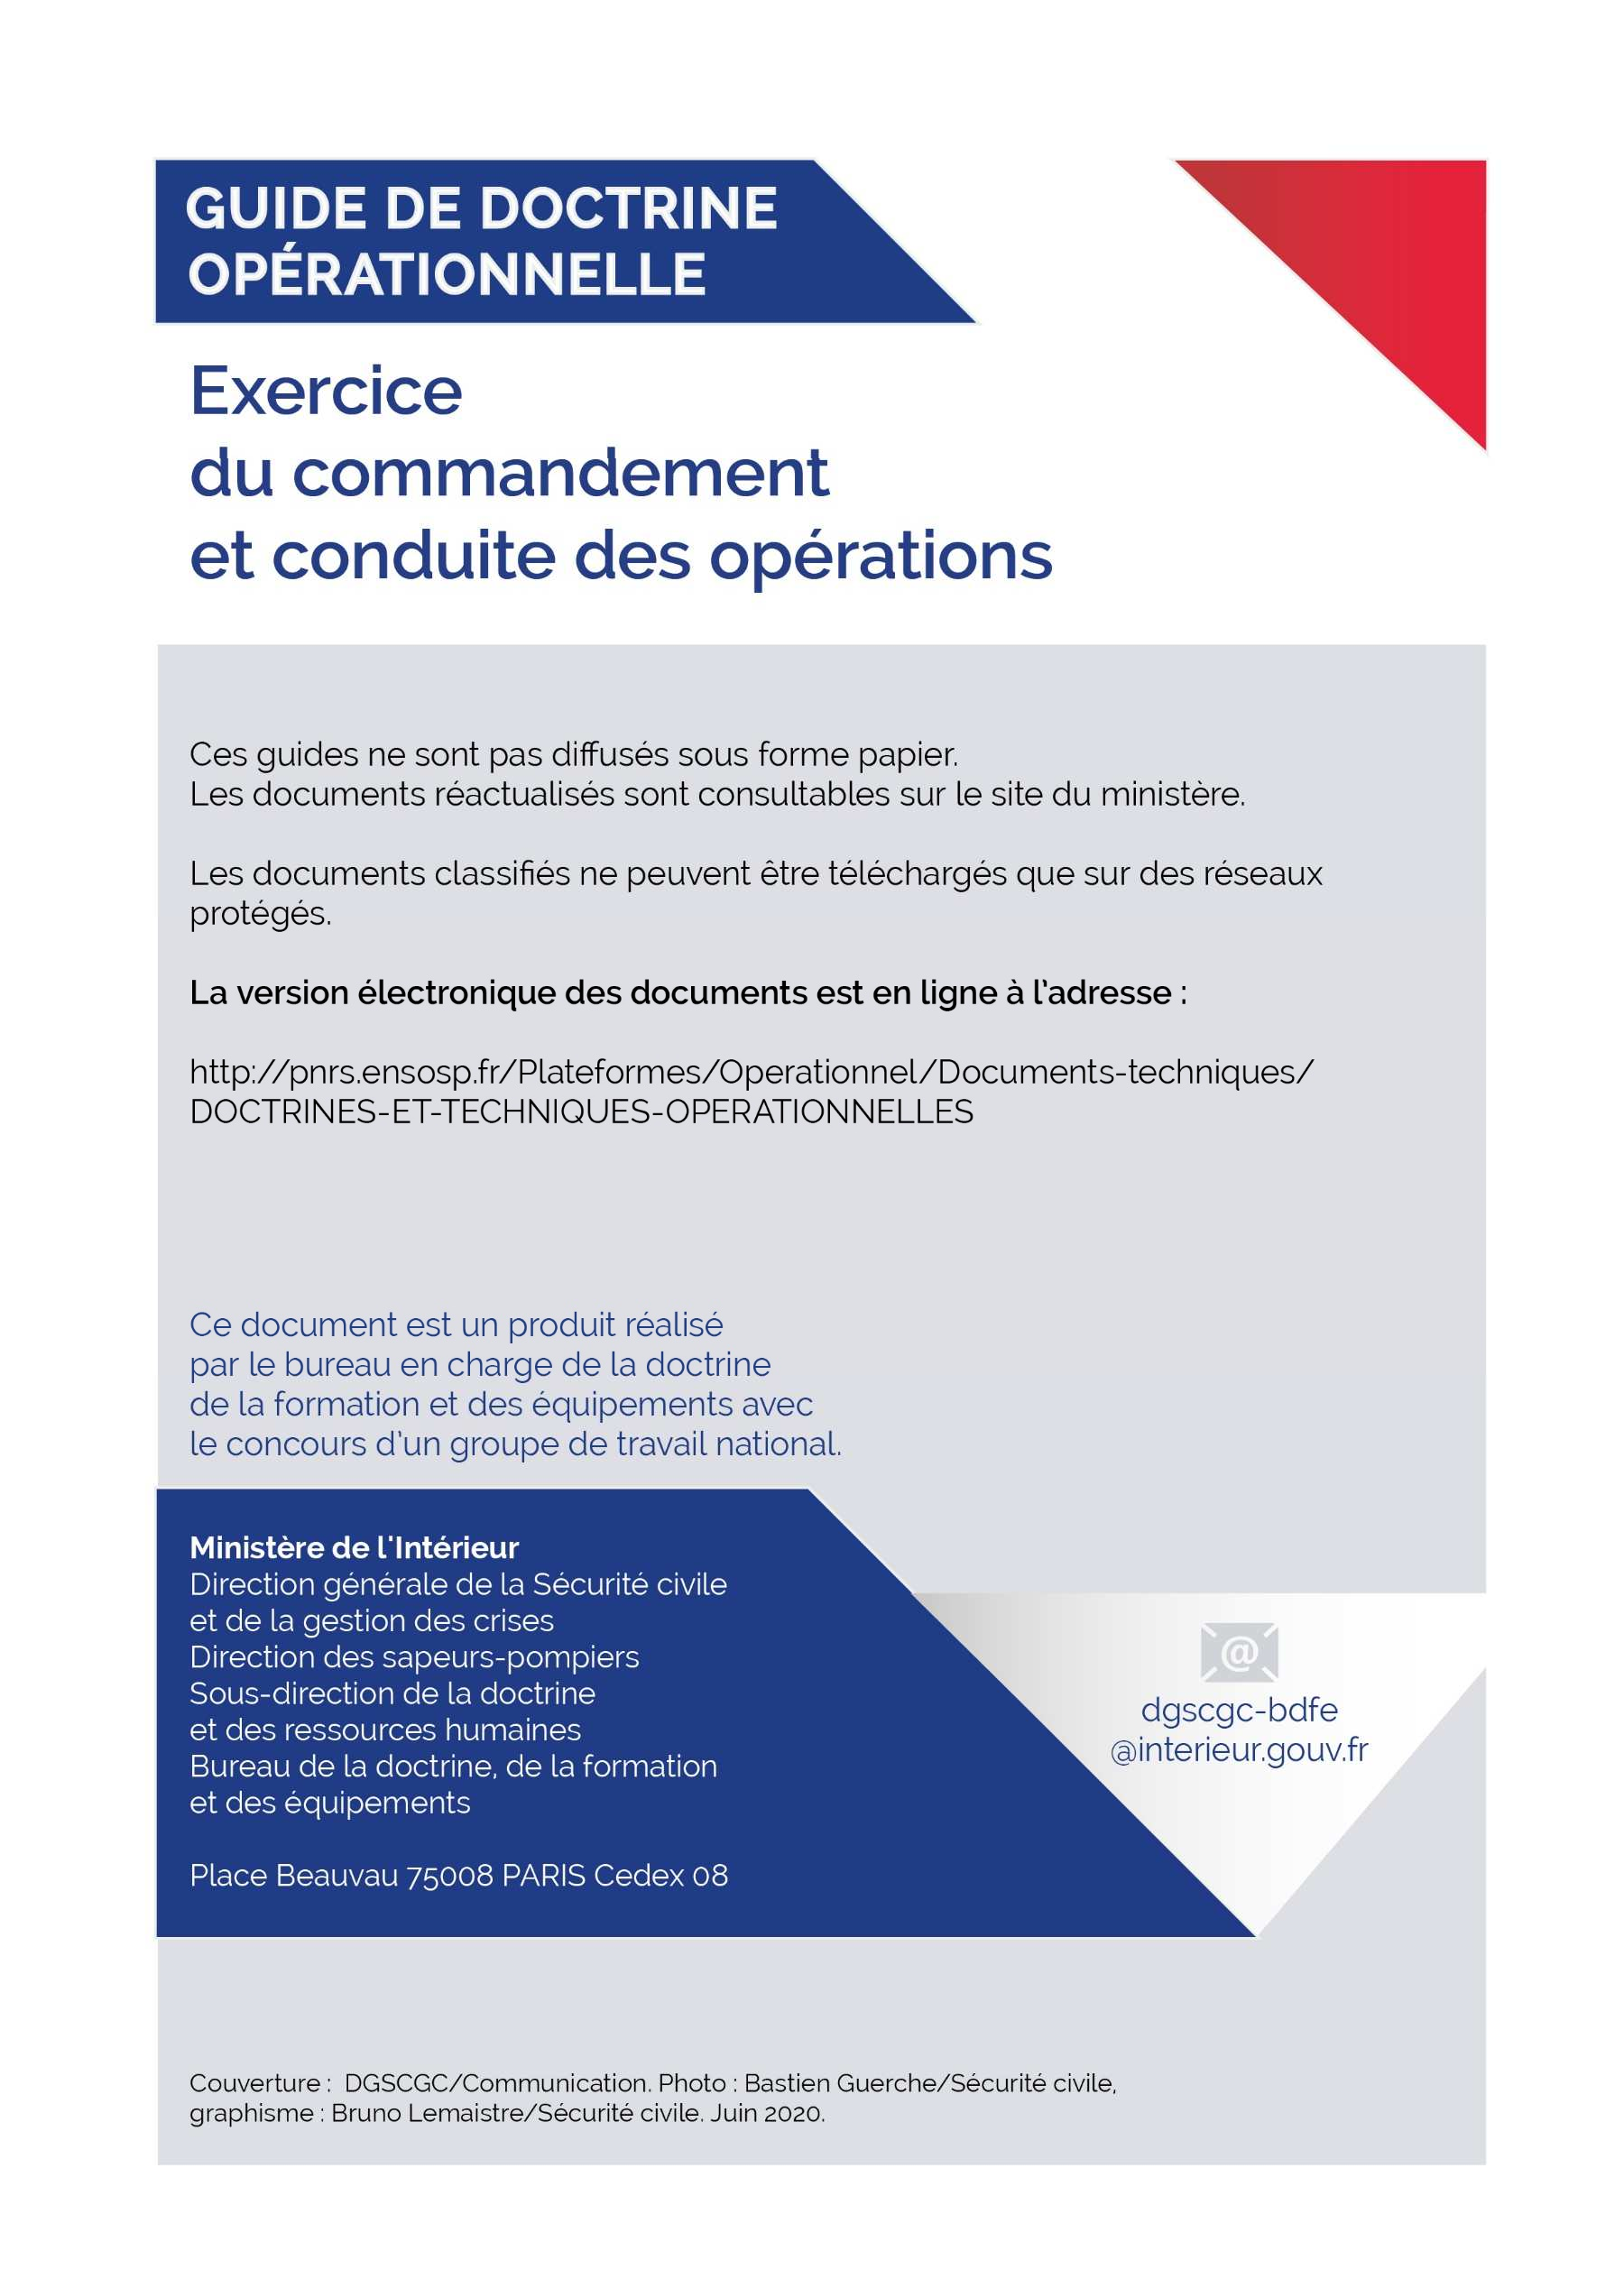 GUIDE DE DOCTRINE
OPÉRATIONNELLE
Exercice
du commandement
et conduite des opérations
Ces guides ne sont pas diffusés sous forme papier.
Les documents réactualisés sont consultables sur le site du ministère.
Les documents classifiés ne peuvent être téléchargés que sur des réseaux
protégés.
La version électronique des documents est en ligne à l'adresse :
http://pnrs.ensosp.fr/Plateformes/Operationnel/Documents-techniques/
DOCTRINES-ET-TECHNIQUES-OPERATIONNELLES
Ce document est un produit réalisé
par le bureau en charge de la doctrine
de la formation et des équipements avec
le concours d'un groupe de travail national.
Ministère de l'Intérieur
Direction générale de la Sécurité civile
et de la gestion des crises
Direction des sapeurs-pompiers
Sous-direction de la doctrine
et des ressources humaines
Bureau de la doctrine, de la formation
et des équipements
Place Beauvau 75008 PARIS Cedex 08
@
dgscgc-bdfe
@interieur.gouv.fr
Couverture : DGSCGC/Communication. Photo : Bastien Guerche/Sécurité civile,
graphisme : Bruno Lemaistre/Sécurité civile. Juin 2020.